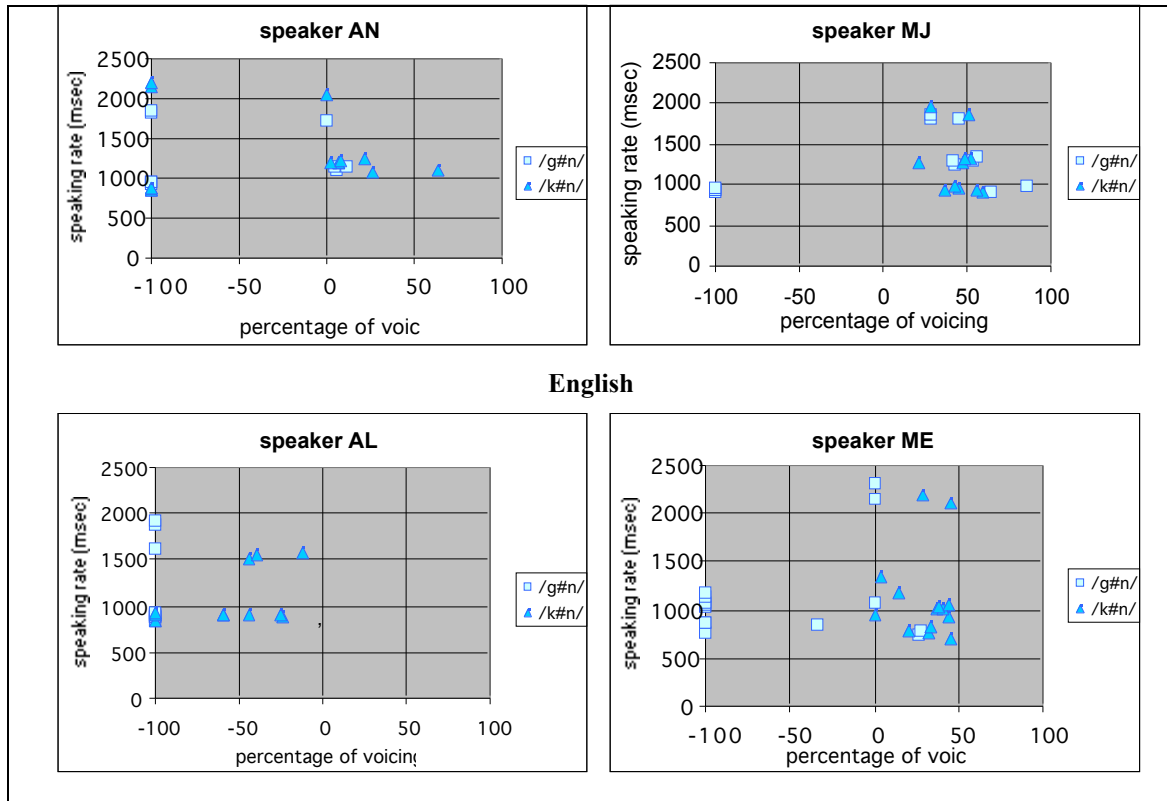 speaker AN
speaking rate (msec)
2500
2000
1500
1000
500
0
-100 -50 0 50 100
percentage of voic
/g#n/
/k#n/
speaker MJ
speaking rate (msec)
2500
2000
1500
1000
500
0
-100 -50 0 50 100
percentage of voicing
/g#n/
/k#n/
English
speaker AL
speaking rate (msec)
2500
2000
1500
1000
500
0
-100 -50 0 50 100
percentage of voicing
/g#n/
/k#n/
speaker ME
speaking rate (msec)
2500
2000
1500
1000
500
0
-100 -50 0 50 100
percentage of voic
/g#n/
/k#n/